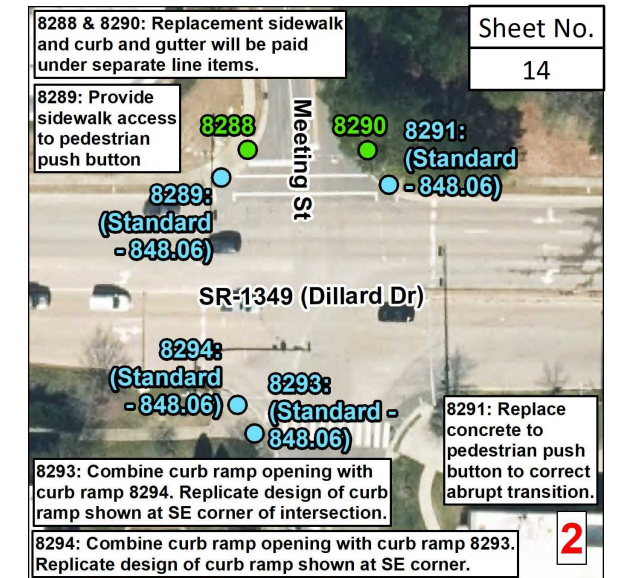 8288 & 8290: Replacement sidewalk
and curb and gutter will be paid
under separate line items.
Sheet No.
14
8289: Provide
sidewalk access
to pedestrian
push button
8288
Meeting St
8290
8291:
(Standard
- 848.06)
8289:
(Standard
- 848.06)
SR-1349 (Dillard Dr)
8294:
(Standard
- 848.06)
8293:
(Standard -
848.06)
8291: Replace
concrete to
pedestrian push
button to correct
abrupt transition.
8293: Combine curb ramp opening with
curb ramp 8294. Replicate design of curb
ramp shown at SE corner of intersection.
8294: Combine curb ramp opening with curb ramp 8293.
Replicate design of curb ramp shown at SE corner.
2